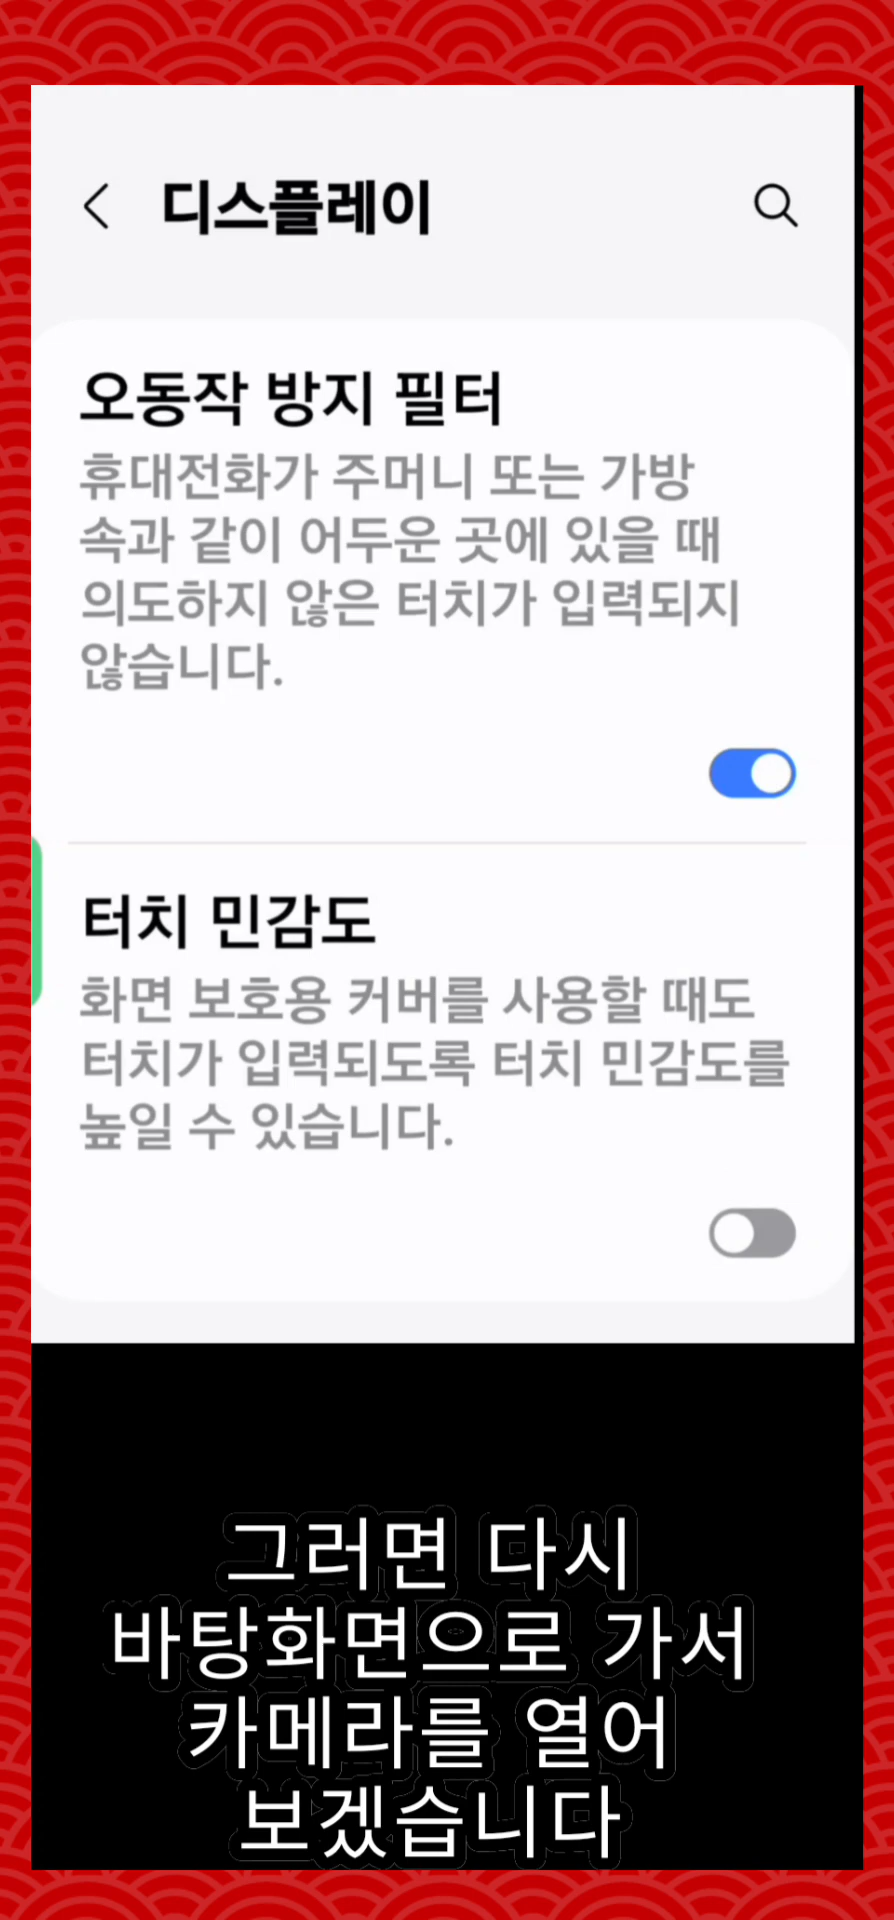 디스플레이
오동작 방지 필터
휴대전화가 주머니 또는 가방
속과 같이 어두운 곳에 있을 때
의도하지 않은 터치가 입력되지
않습니다.
터치 민감도
화면 보호용 커버를 사용할 때도
터치가 입력되도록 터치 민감도를
높일 수 있습니다.
그러면 다시
바탕화면으로 가서
카메라를 열어
보겠습니다